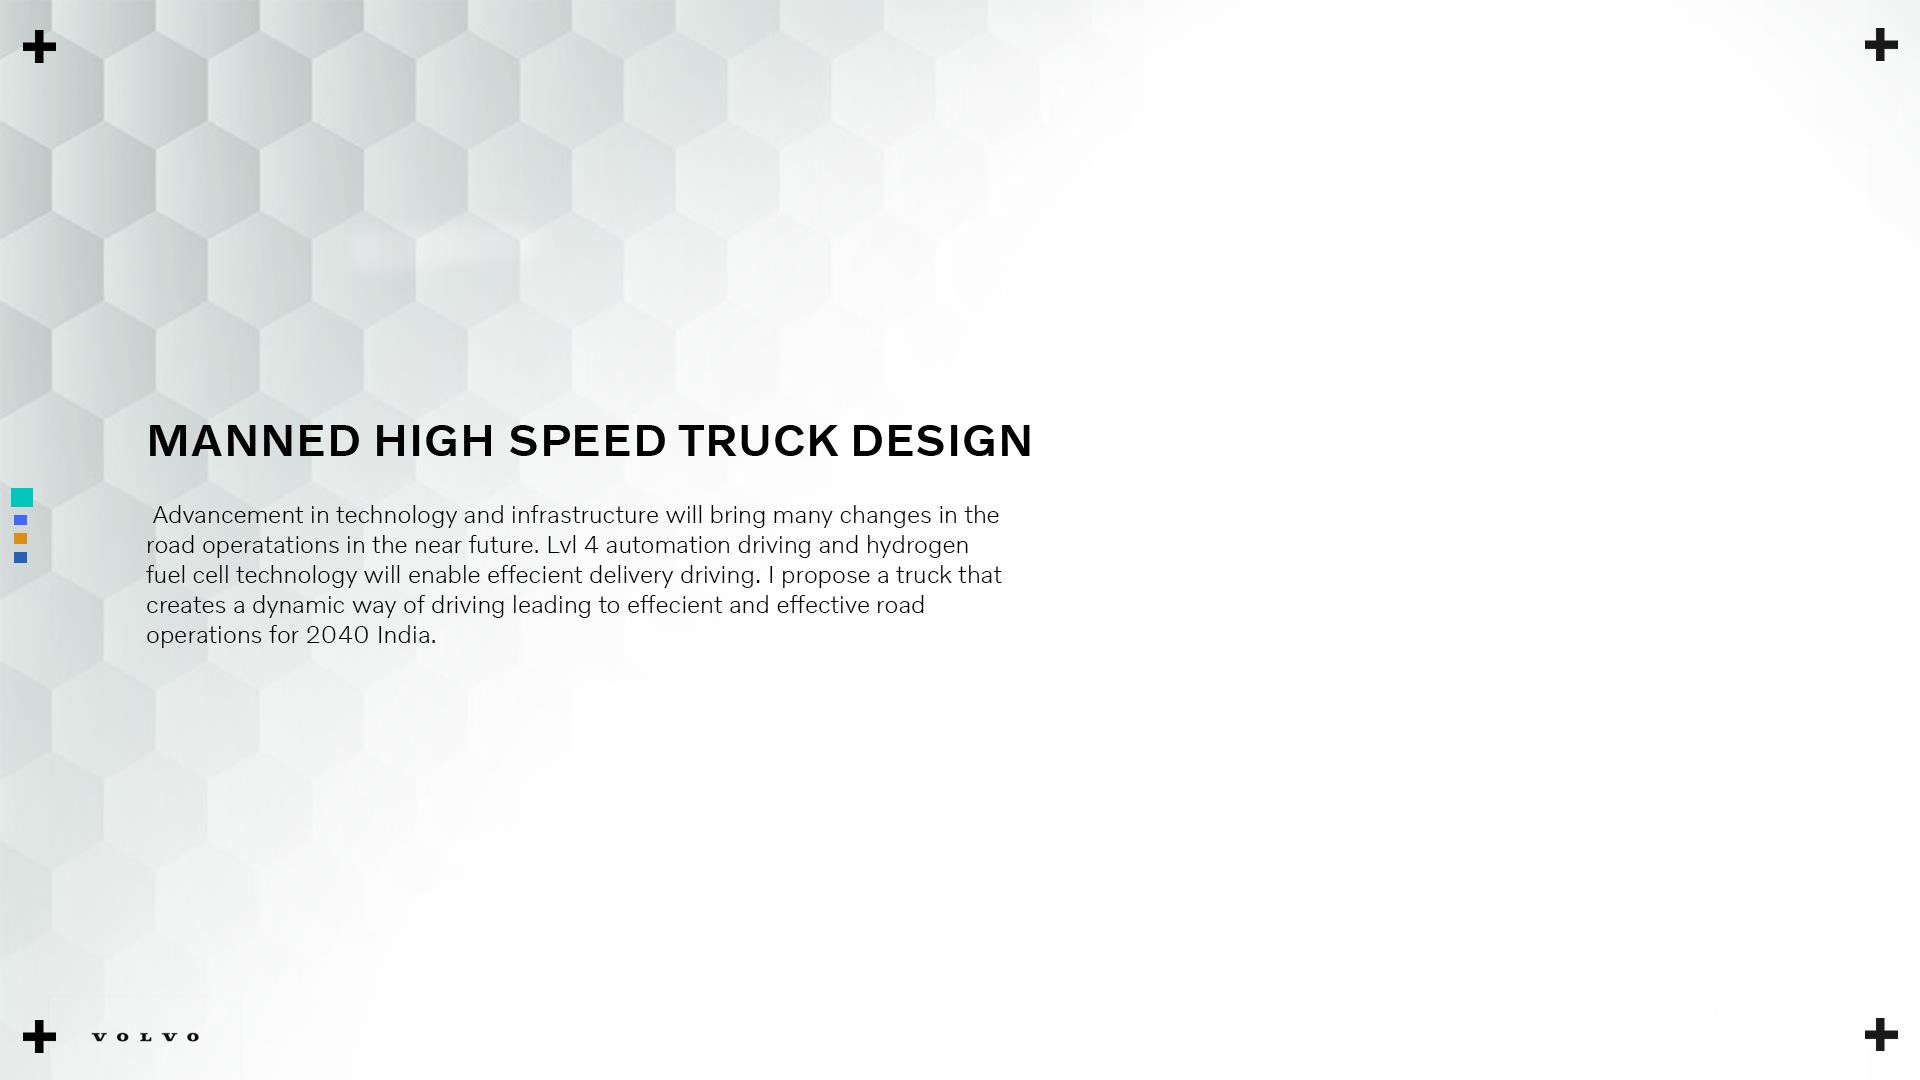 MANNED HIGH SPEED TRUCK DESIGN
Advancement in technology and infrastructure will bring many changes in the
road operatations in the near future. Lvl 4 automation driving and hydrogen
fuel cell technology will enable effecient delivery driving. I propose a truck that
creates a dynamic way of driving leading to effecient and effective road
operations for 2040 India.
VOLVO